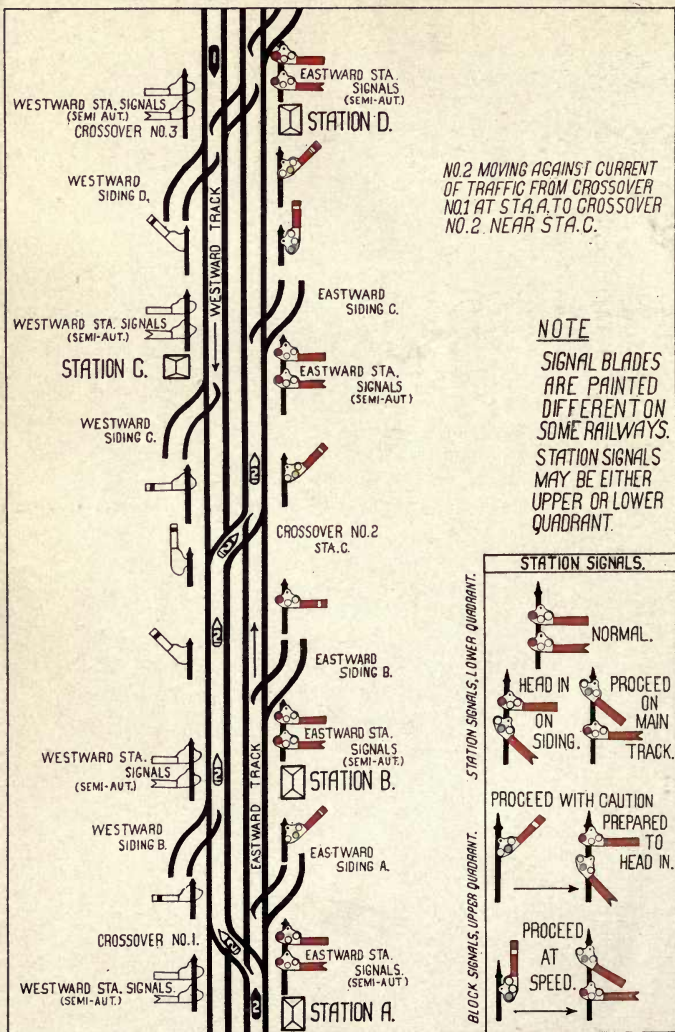 WESTWARD STA. SIGNALS
(SEMI AUT.)
CROSSOVER NO.3
EASTWARD STA.
SIGNALS
(SEMI-AUT.)
STATION D.
WESTWARD
SIDING D.
WESTWARD TRACK
NO.2 MOVING AGAINST CURRENT
OF TRAFFIC FROM CROSSOVER
NO.1 AT STA.A. TO CROSSOVER
NO.2 NEAR STA.C.
EASTWARD
SIDING C.
WESTWARD STA. SIGNALS
(SEMI-AUT.)
STATION C.
EASTWARD STA.
SIGNALS
(SEMI-AUT)
WESTWARD
SIDING C.
NOTE
SIGNAL BLADES
ARE PAINTED
DIFFERENT ON
SOME RAILWAYS.
STATION SIGNALS
MAY BE EITHER
UPPER OR LOWER
QUADRANT.
2
CROSSOVER NO.2
STA.C.
2
2
EASTWARD
SIDING B.
EASTWARD STA.
SIGNALS
(SEMI-AUT.)
STATION B.
WESTWARD STA.
SIGNALS
(SEMI-AUT.)
2
EASTWARD TRACK
WESTWARD
SIDING B.
EASTWARD
SIDING A.
CROSSOVER NO.1.
2
EASTWARD STA.
SIGNALS.
(SEMI-AUT)
WESTWARD STA. SIGNALS.
(SEMI-AUT.)
2
STATION A.
STATION SIGNALS.
STATION SIGNALS, LOWER QUADRANT.
NORMAL.
HEAD IN
ON
SIDING.
PROCEED
ON
MAIN
TRACK.
BLOCK SIGNALS, UPPER QUADRANT.
PROCEED WITH CAUTION
PREPARED
TO
HEAD IN.
PROCEED
AT
SPEED.